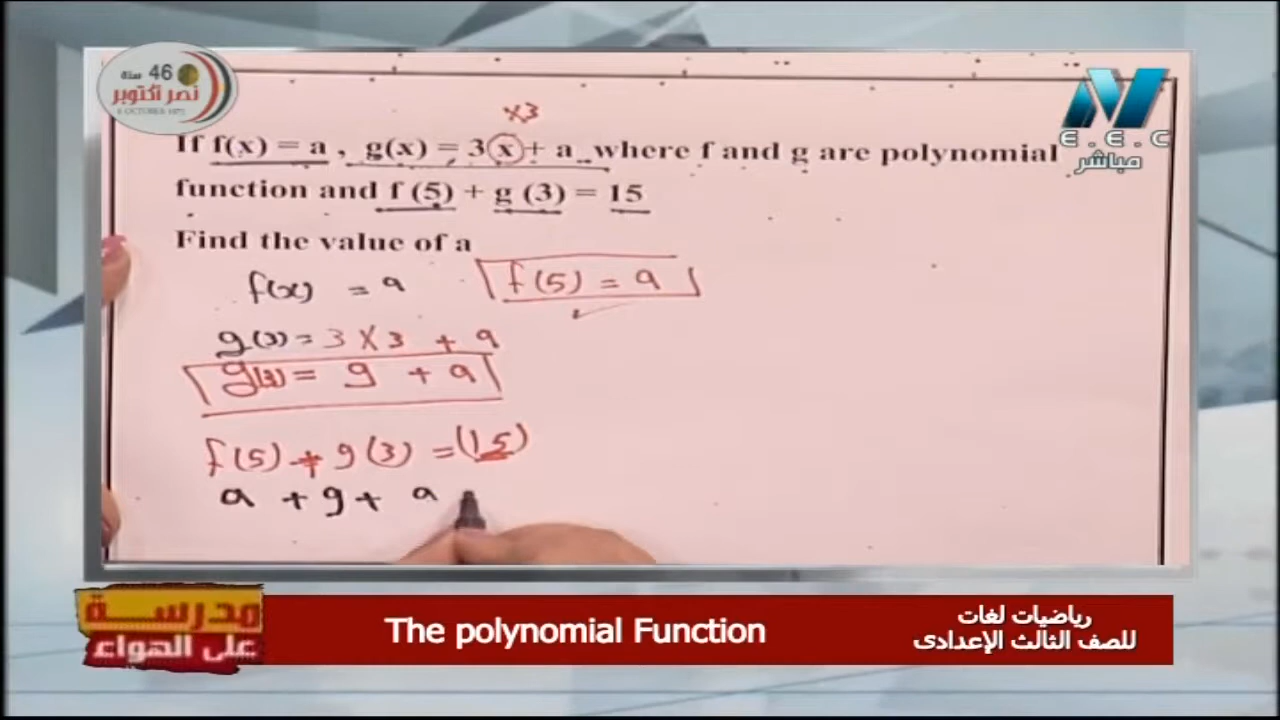 46 سنة
نصر أكتوبر
6 OCTOBER 1973
E.E.C
مباشر
×3
If f(x) = a , g(x) = 3 x + a where f and g are polynomial
function and f (5) + g (3) = 15
Find the value of a
f(x) = a f(5) = a
g(3) = 3 × 3 + a
g(3) = 9 + a
f(5) + g(3) = (15)
a + 9 + a
مدرسة
على الهواء
The polynomial Function
رياضيات لغات
للصف الثالث الإعدادى